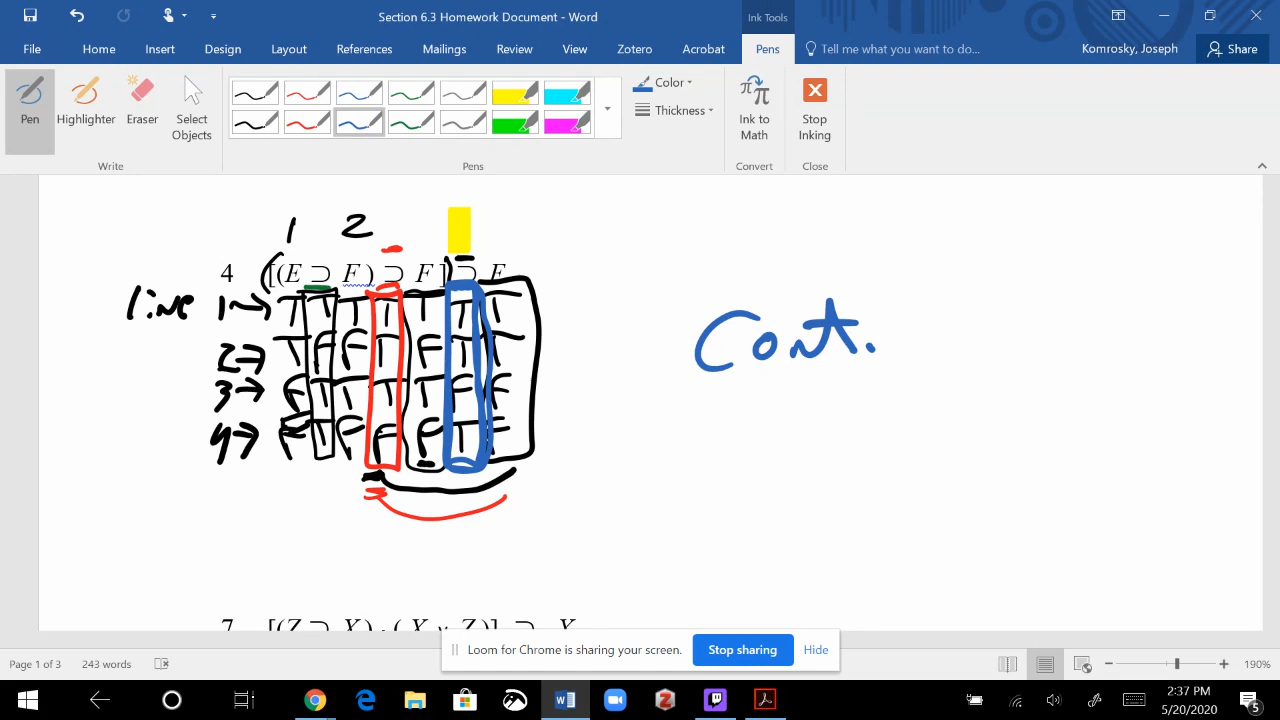 Section 6.3 Homework Document - Word
Ink Tools
File Home Insert Design Layout References Mailings Review View Zotero Acrobat Pens Tell me what you want to do... Komrosky, Joseph Share
Pen Highlighter Eraser Select Objects
Color
Thickness
Ink to Math
Stop Inking
Write Pens Convert Close
1 2
4 [(E ⊃ F) ⊃ F ] ⊃ E
line 1→ T T T T T T T
2→ T F F T F T T
3→ F T T T T F F
4→ F T F F F T F
Cont.
7 [(Z ⊃ X) · ( X v Z)] ⊃ X
Loom for Chrome is sharing your screen. Stop sharing Hide
Page 1 of 3 243 words 190%
2:37 PM
5/20/2020
5